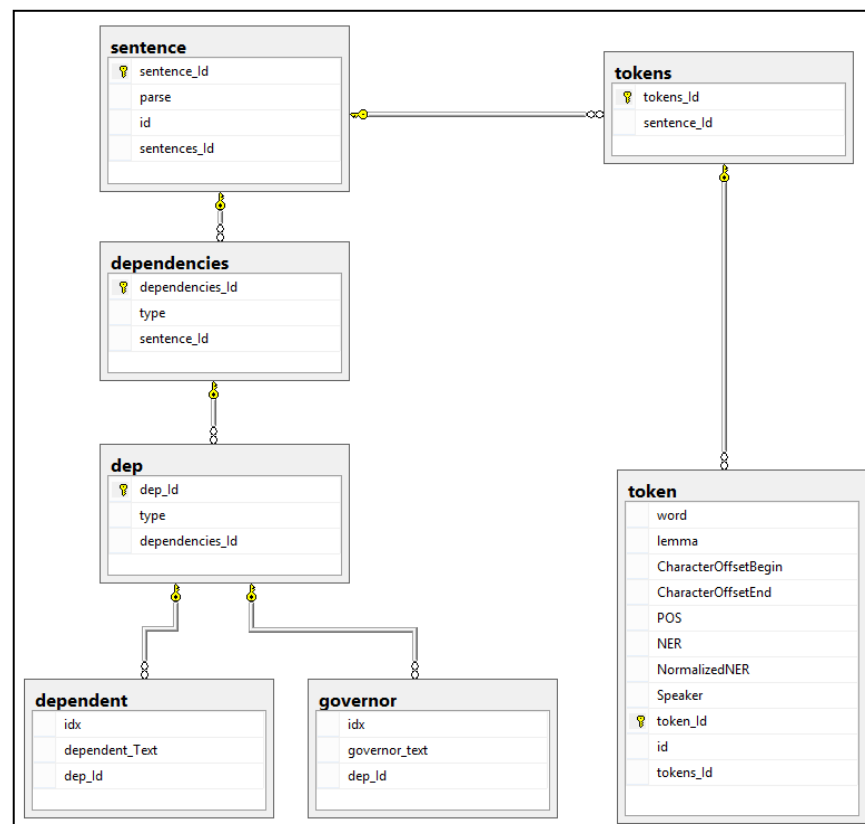 sentence
sentence_Id
parse
id
sentences_Id
tokens
tokens_Id
sentence_Id
dependencies
dependencies_Id
type
sentence_Id
dep
dep_Id
type
dependencies_Id
dependent
idx
dependent_Text
dep_Id
governor
idx
governor_text
dep_Id
token
word
lemma
CharacterOffsetBegin
CharacterOffsetEnd
POS
NER
NormalizedNER
Speaker
token_Id
id
tokens_Id